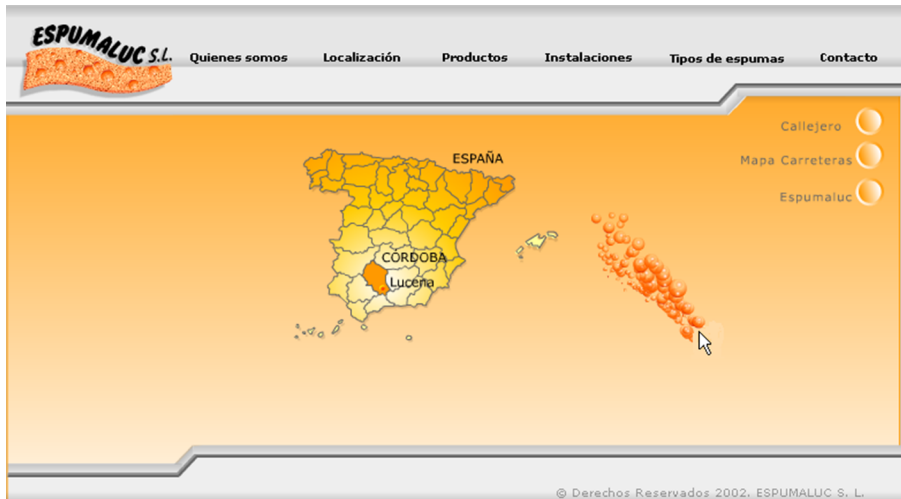 ESPUMALUC S.L.
Quienes somos Localización Productos Instalaciones Tipos de espumas Contacto
Callejero
Mapa Carreteras
Espumaluc
ESPAÑA
CÓRDOBA
Lucena
© Derechos Reservados 2002. ESPUMALUC S. L.